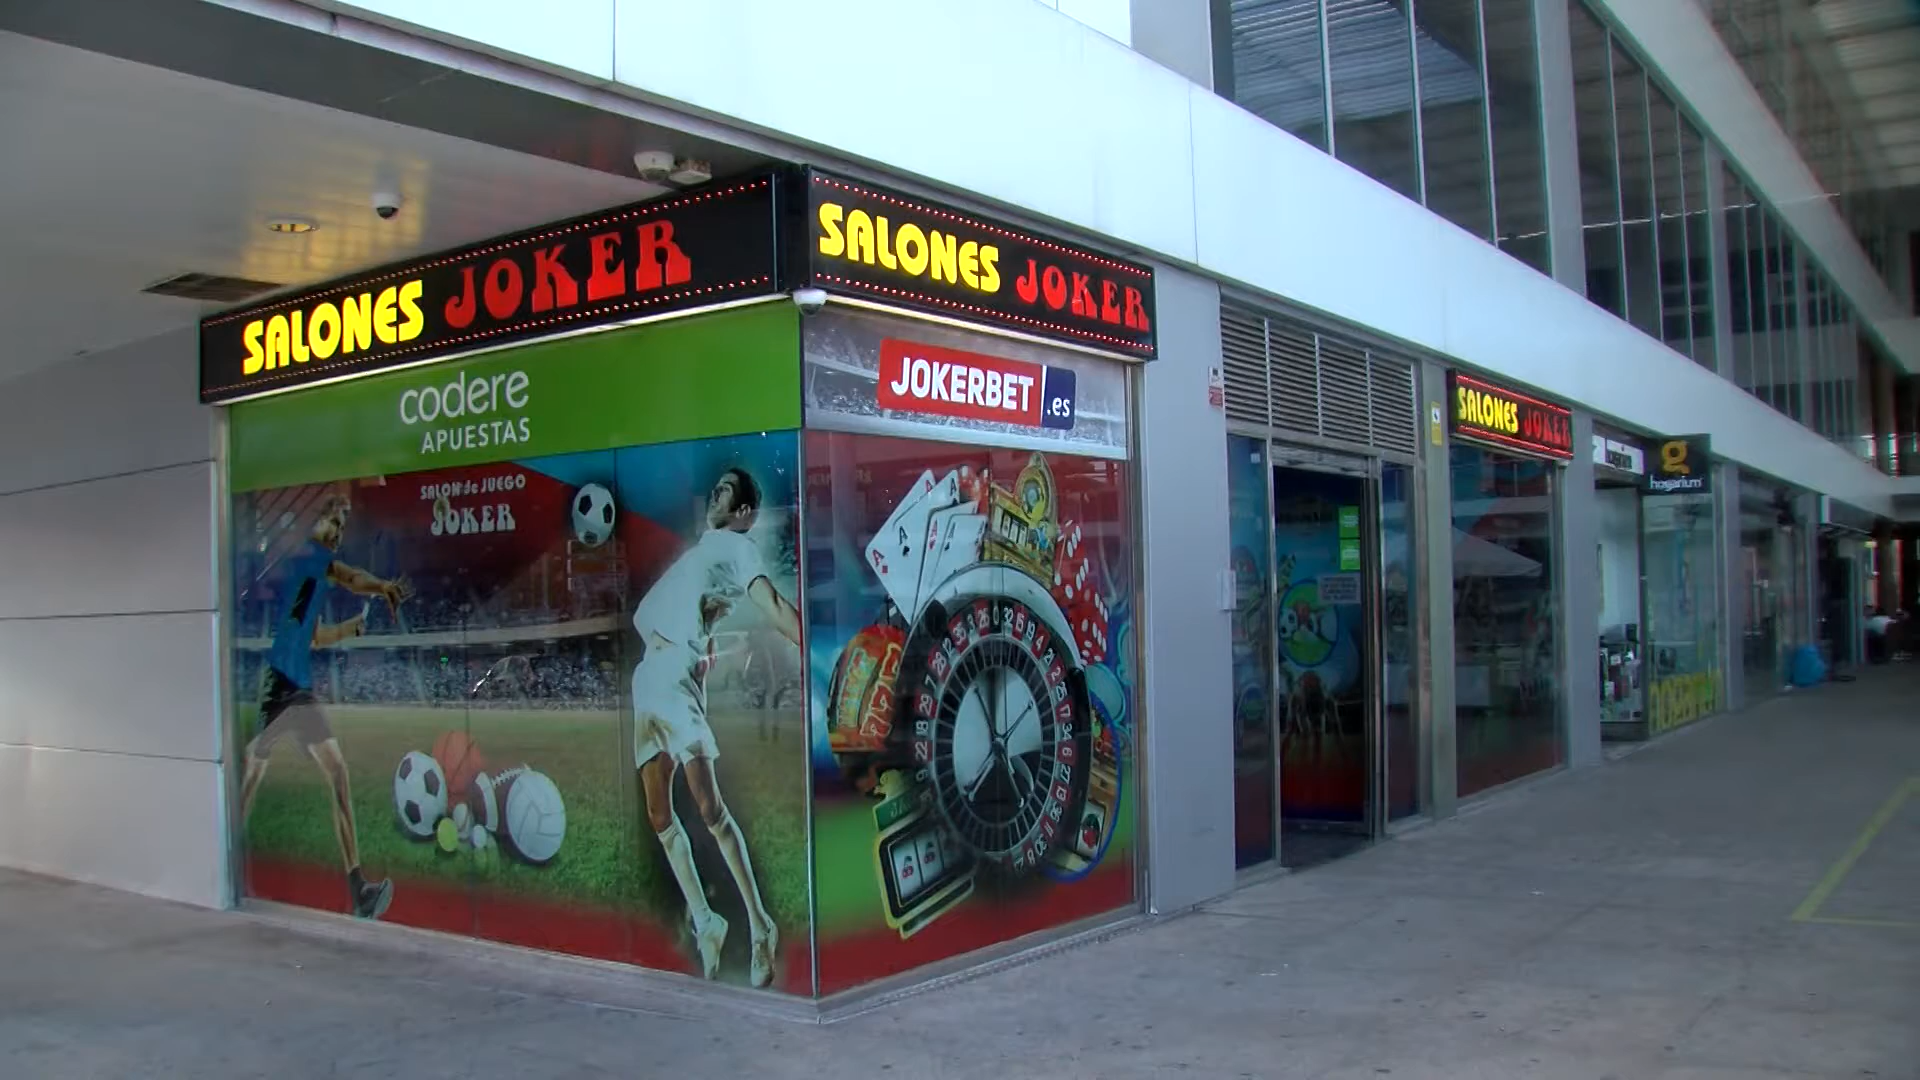 SALONES JOKER
SALONES JOKER
codere
APUESTAS
SALON de JUEGO
JOKER
JOKERBET.es
SALONES JOKER
g
hogarium